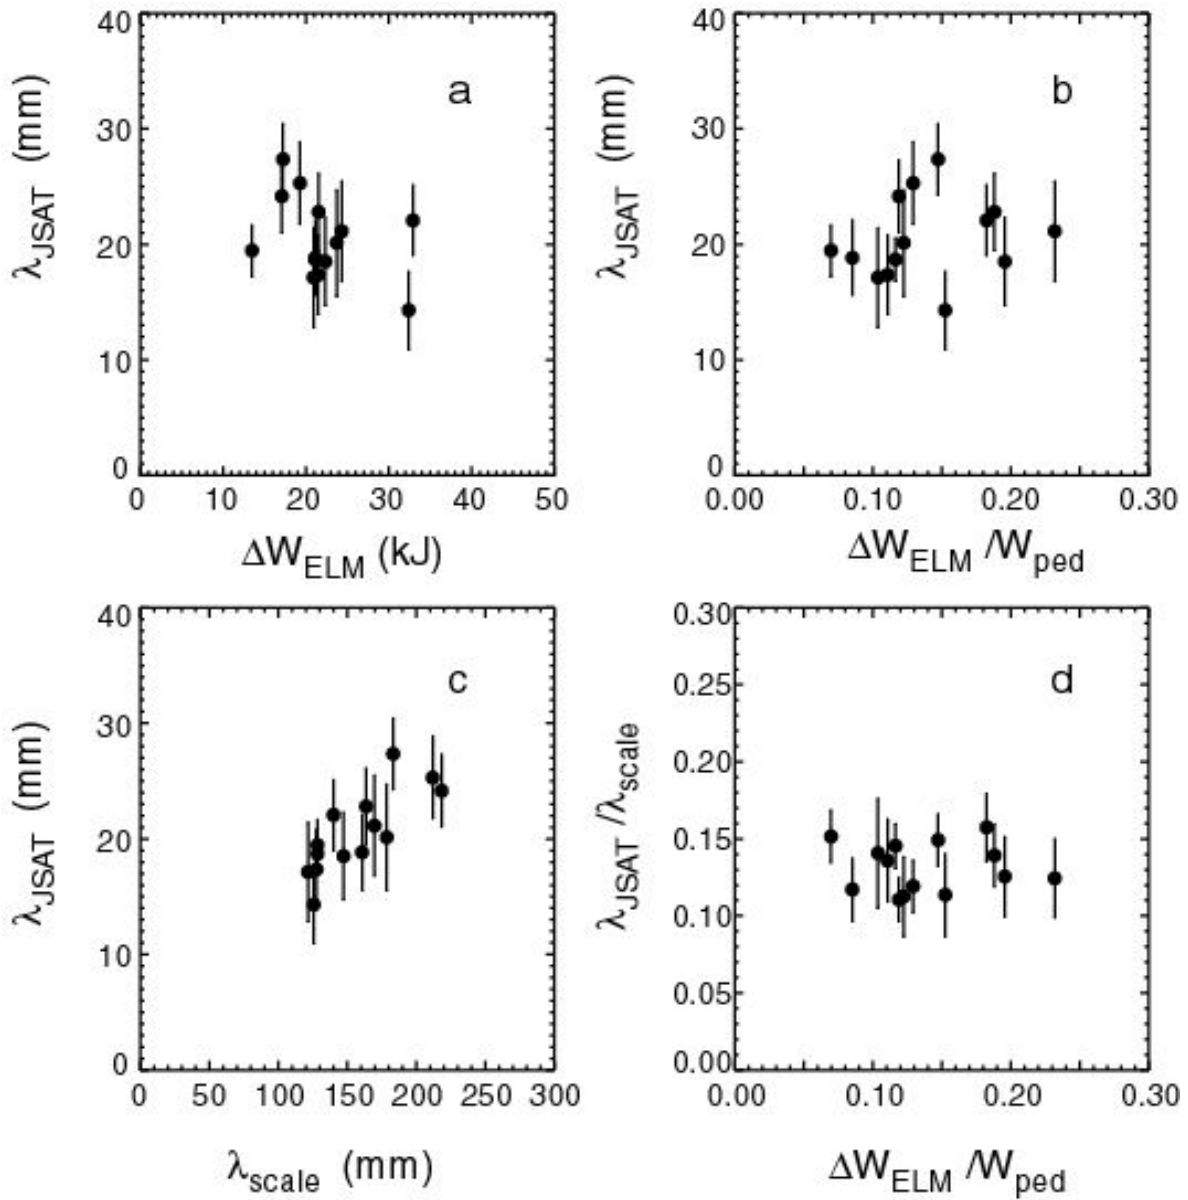 40
30
20
10
0
λJSAT (mm)
a
0 10 20 30 40 50
ΔWELM (kJ)
40
30
20
10
0
λJSAT (mm)
b
0.00 0.10 0.20 0.30
ΔWELM /Wped
40
30
20
10
0
λJSAT (mm)
c
0 50 100 150 200 250 300
λscale (mm)
0.30
0.25
0.20
0.15
0.10
0.05
0.00
λJSAT /λscale
d
0.00 0.10 0.20 0.30
ΔWELM /Wped